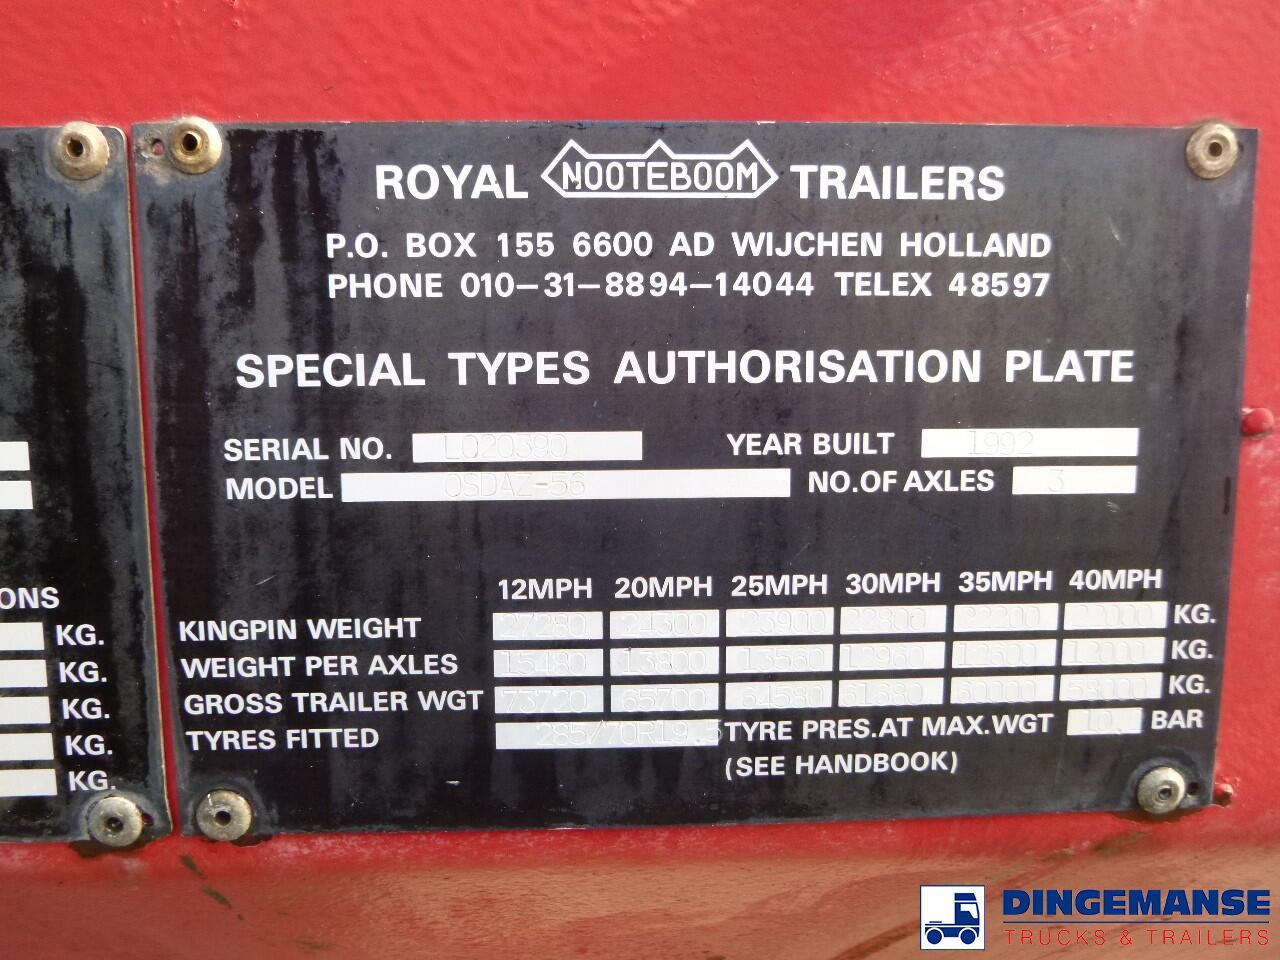 ROYAL NOOTEBOOM TRAILERS
P.O. BOX 155 6600 AD WIJCHEN HOLLAND
PHONE 010-31-8894-14044 TELEX 48597
SPECIAL TYPES AUTHORISATION PLATE
SERIAL NO. L020390 YEAR BUILT 1992
MODEL OSDAZ-56 NO.OF AXLES 3
12MPH 20MPH 25MPH 30MPH 35MPH 40MPH
KINGPIN WEIGHT 27280 24300 23900 22800 22200 22000 KG.
WEIGHT PER AXLES 15480 13800 13560 12960 12600 12000 KG.
GROSS TRAILER WGT 73720 65700 64580 61680 60000 58000 KG.
TYRES FITTED 285/70R19.5 TYRE PRES.AT MAX.WGT BAR
(SEE HANDBOOK)
ONS
KG.
KG.
KG.
KG.
KG.
DINGEMANSE
TRUCKS & TRAILERS